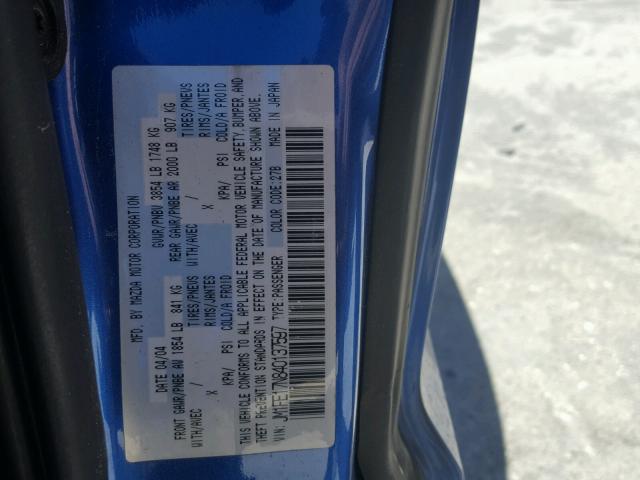 MFD. BY MAZDA MOTOR CORPORATION
04/04 GVWR/PNBV 3854 LB 1748 KG
FRONT GAWR/PNBE AV 1854 LB 841 KG REAR GAWR/PNBE AR 2000 LB 907 KG
WITH/AVEC TIRES/PNEUS WITH/AVEC TIRES/PNEUS
/ X RIMS/JANTES / X RIMS/JANTES
KPA/ PSI COLD/A FROID KPA/ PSI COLD/A FROID
THIS VEHICLE CONFORMS TO ALL APPLICABLE FEDERAL MOTOR VEHICLE SAFETY,BUMPER,AND
THEFT PREVENTION STANDARDS IN EFFECT ON THE DATE OF MANUFACTURE SHOWN ABOVE.
VIN: JM1FE17N840137597 TYPE:PASSENGER COLOR CODE:27B MADE IN JAPAN